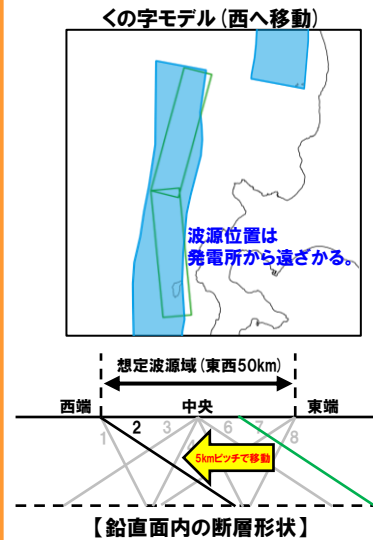 くの字モデル(西へ移動)
波源位置は
発電所から遠ざかる。
想定波源域(東西50km)
西端 中央 東端
1 2 3 4 6 7 8
5kmピッチで移動
【鉛直面内の断層形状】